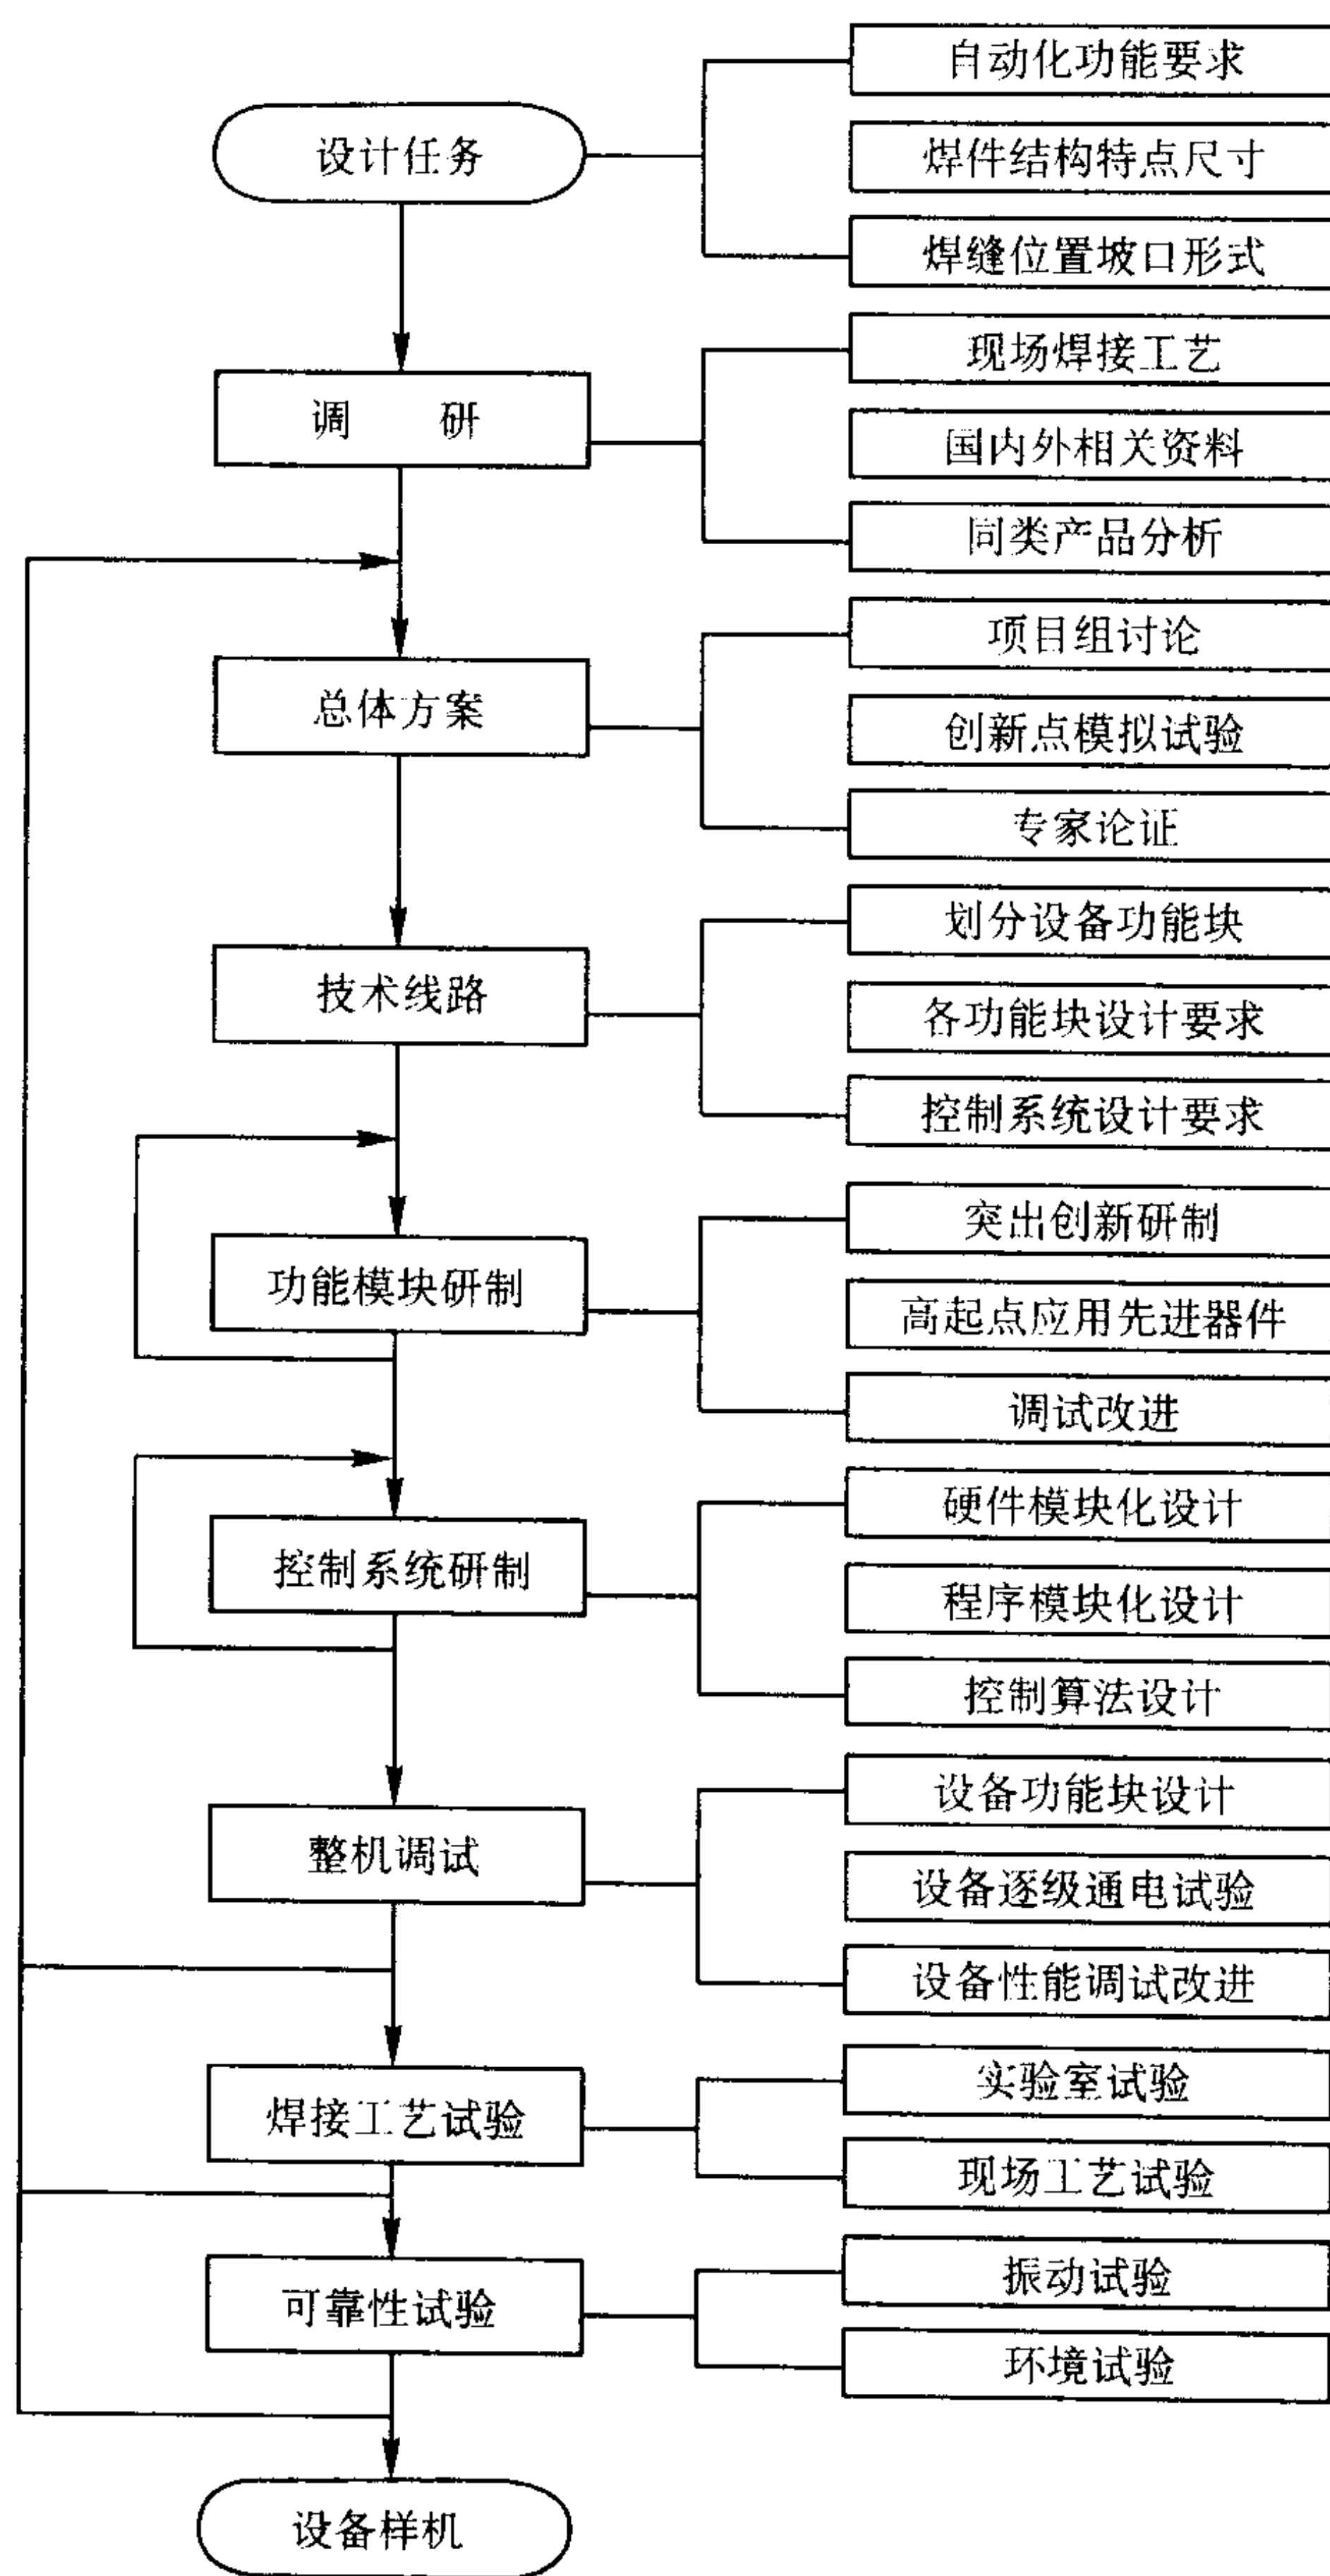 设计任务
自动化功能要求
焊件结构特点尺寸
焊缝位置坡口形式
调 研
现场焊接工艺
国内外相关资料
同类产品分析
总体方案
项目组讨论
创新点模拟试验
专家论证
技术线路
划分设备功能块
各功能块设计要求
控制系统设计要求
功能模块研制
突出创新研制
高起点应用先进器件
调试改进
控制系统研制
硬件模块化设计
程序模块化设计
控制算法设计
整机调试
设备功能块设计
设备逐级通电试验
设备性能调试改进
焊接工艺试验
实验室试验
现场工艺试验
可靠性试验
振动试验
环境试验
设备样机